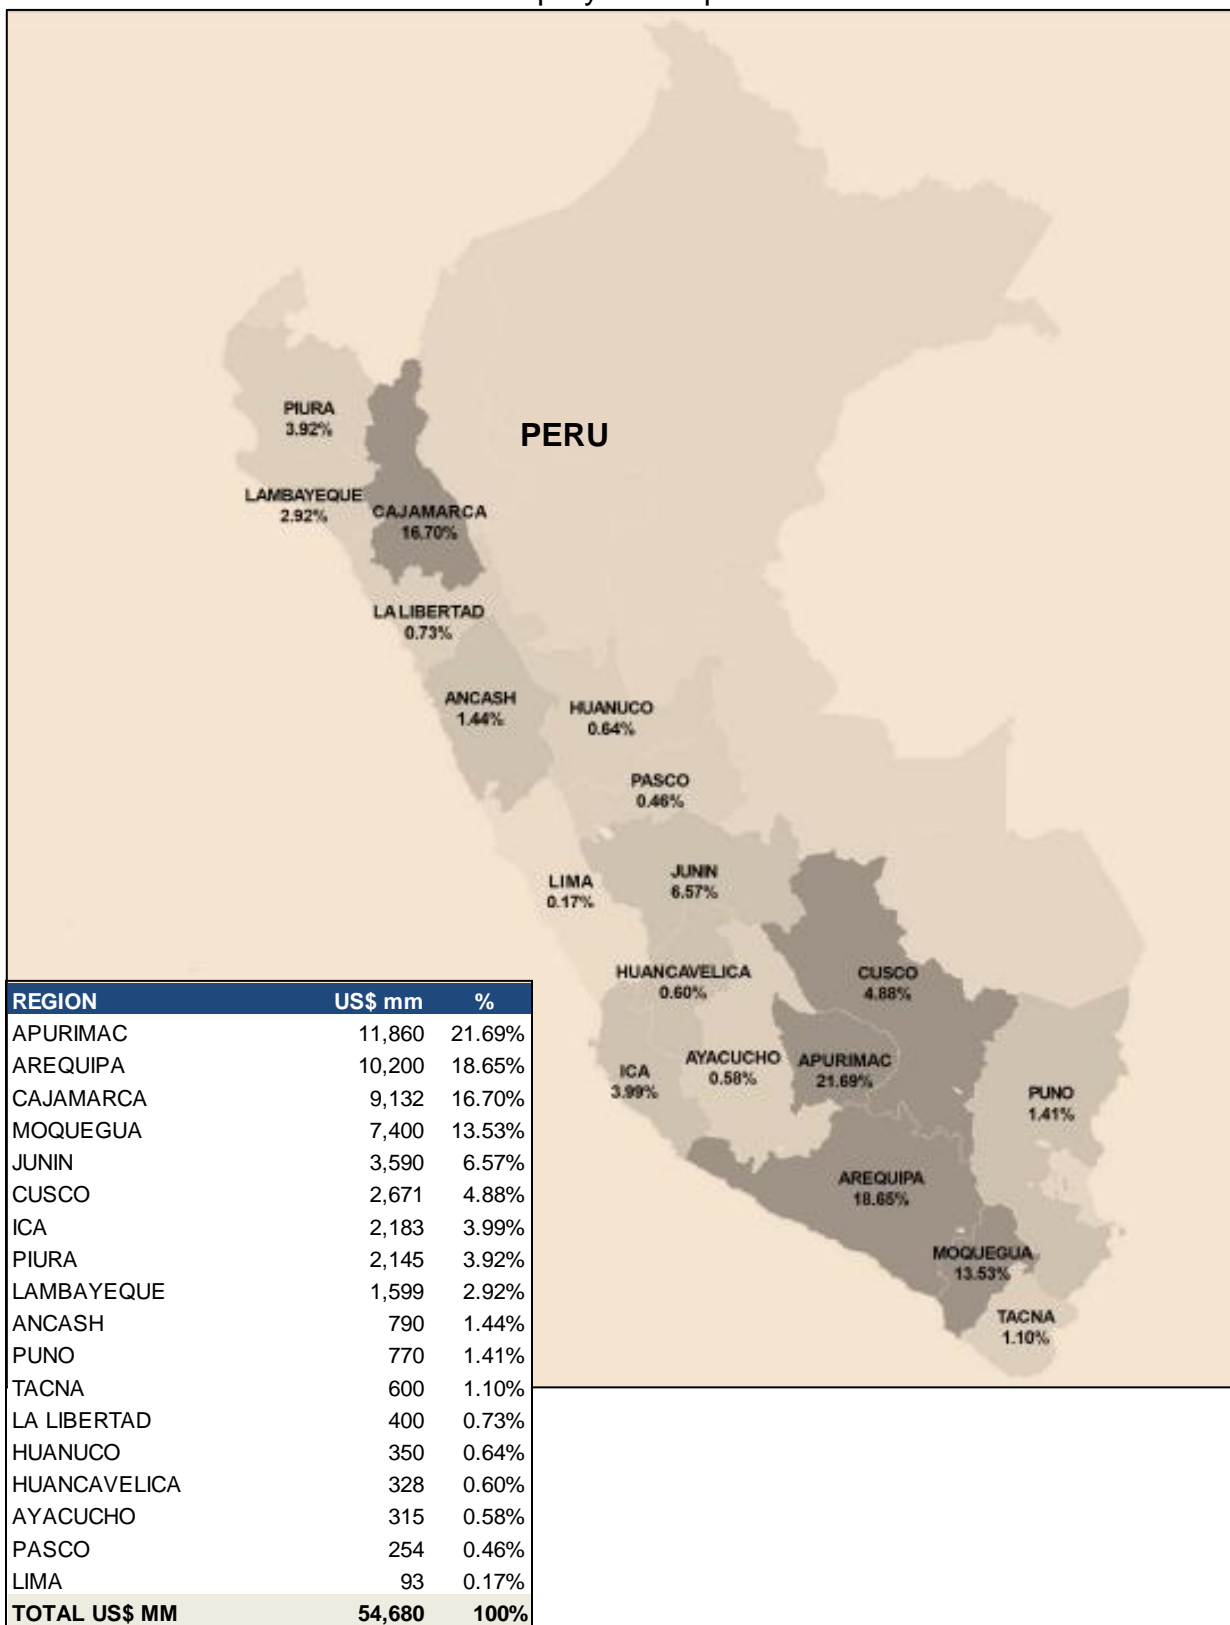 PERU
PIURA
3.92%
LAMBAYEQUE
2.92%
CAJAMARCA
16.70%
LA LIBERTAD
0.73%
ANCASH
1.44%
HUANUCO
0.64%
PASCO
0.46%
JUNIN
6.57%
LIMA
0.17%
HUANCAVELICA
0.60%
CUSCO
4.88%
AYACUCHO
0.58%
APURIMAC
21.69%
ICA
3.99%
PUNO
1.41%
AREQUIPA
18.65%
MOQUEGUA
13.53%
TACNA
1.10%
REGION US$ mm %
APURIMAC 11,860 21.69%
AREQUIPA 10,200 18.65%
CAJAMARCA 9,132 16.70%
MOQUEGUA 7,400 13.53%
JUNIN 3,590 6.57%
CUSCO 2,671 4.88%
ICA 2,183 3.99%
PIURA 2,145 3.92%
LAMBAYEQUE 1,599 2.92%
ANCASH 790 1.44%
PUNO 770 1.41%
TACNA 600 1.10%
LA LIBERTAD 400 0.73%
HUANUCO 350 0.64%
HUANCAVELICA 328 0.60%
AYACUCHO 315 0.58%
PASCO 254 0.46%
LIMA 93 0.17%
TOTAL US$ MM 54,680 100%